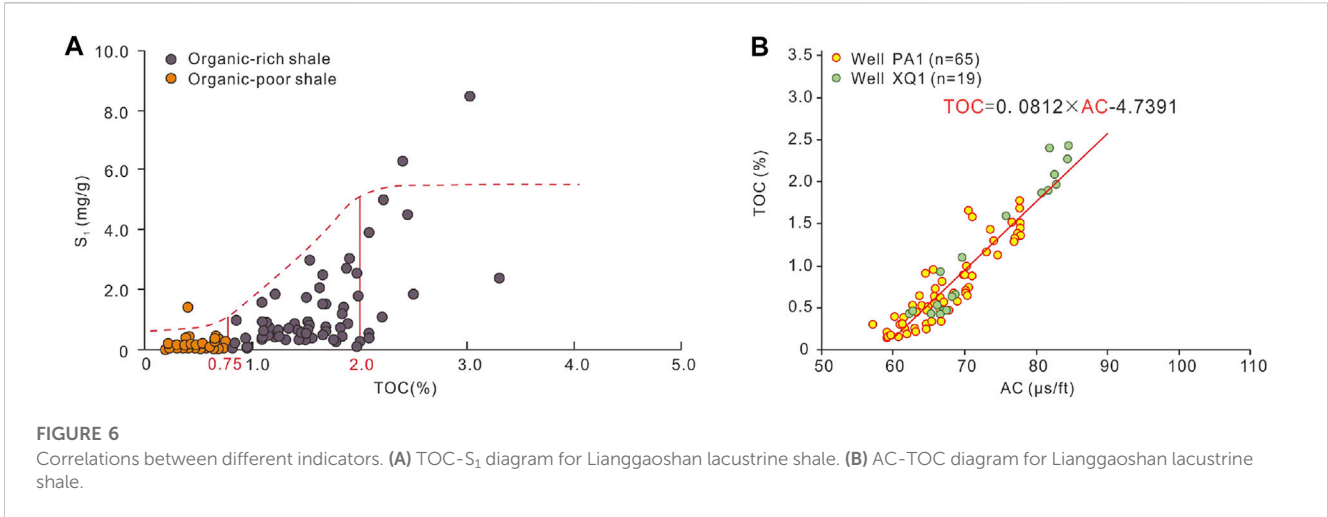 A
10.0
8.0
6.0
4.0
2.0
0
S₁ (mg/g)
Organic-rich shale
Organic-poor shale
0 0.75 1.0 2.0 3.0 4.0 5.0
TOC(%)
B
3.5
3.0
2.5
2.0
1.5
1.0
0.5
0
TOC (%)
Well PA1 (n=65)
Well XQ1 (n=19)
TOC=0.0812×AC-4.7391
50 60 70 80 90 100 110
AC (μs/ft)
FIGURE 6
Correlations between different indicators. (A) TOC-S₁ diagram for Lianggaoshan lacustrine shale. (B) AC-TOC diagram for Lianggaoshan lacustrine
shale.